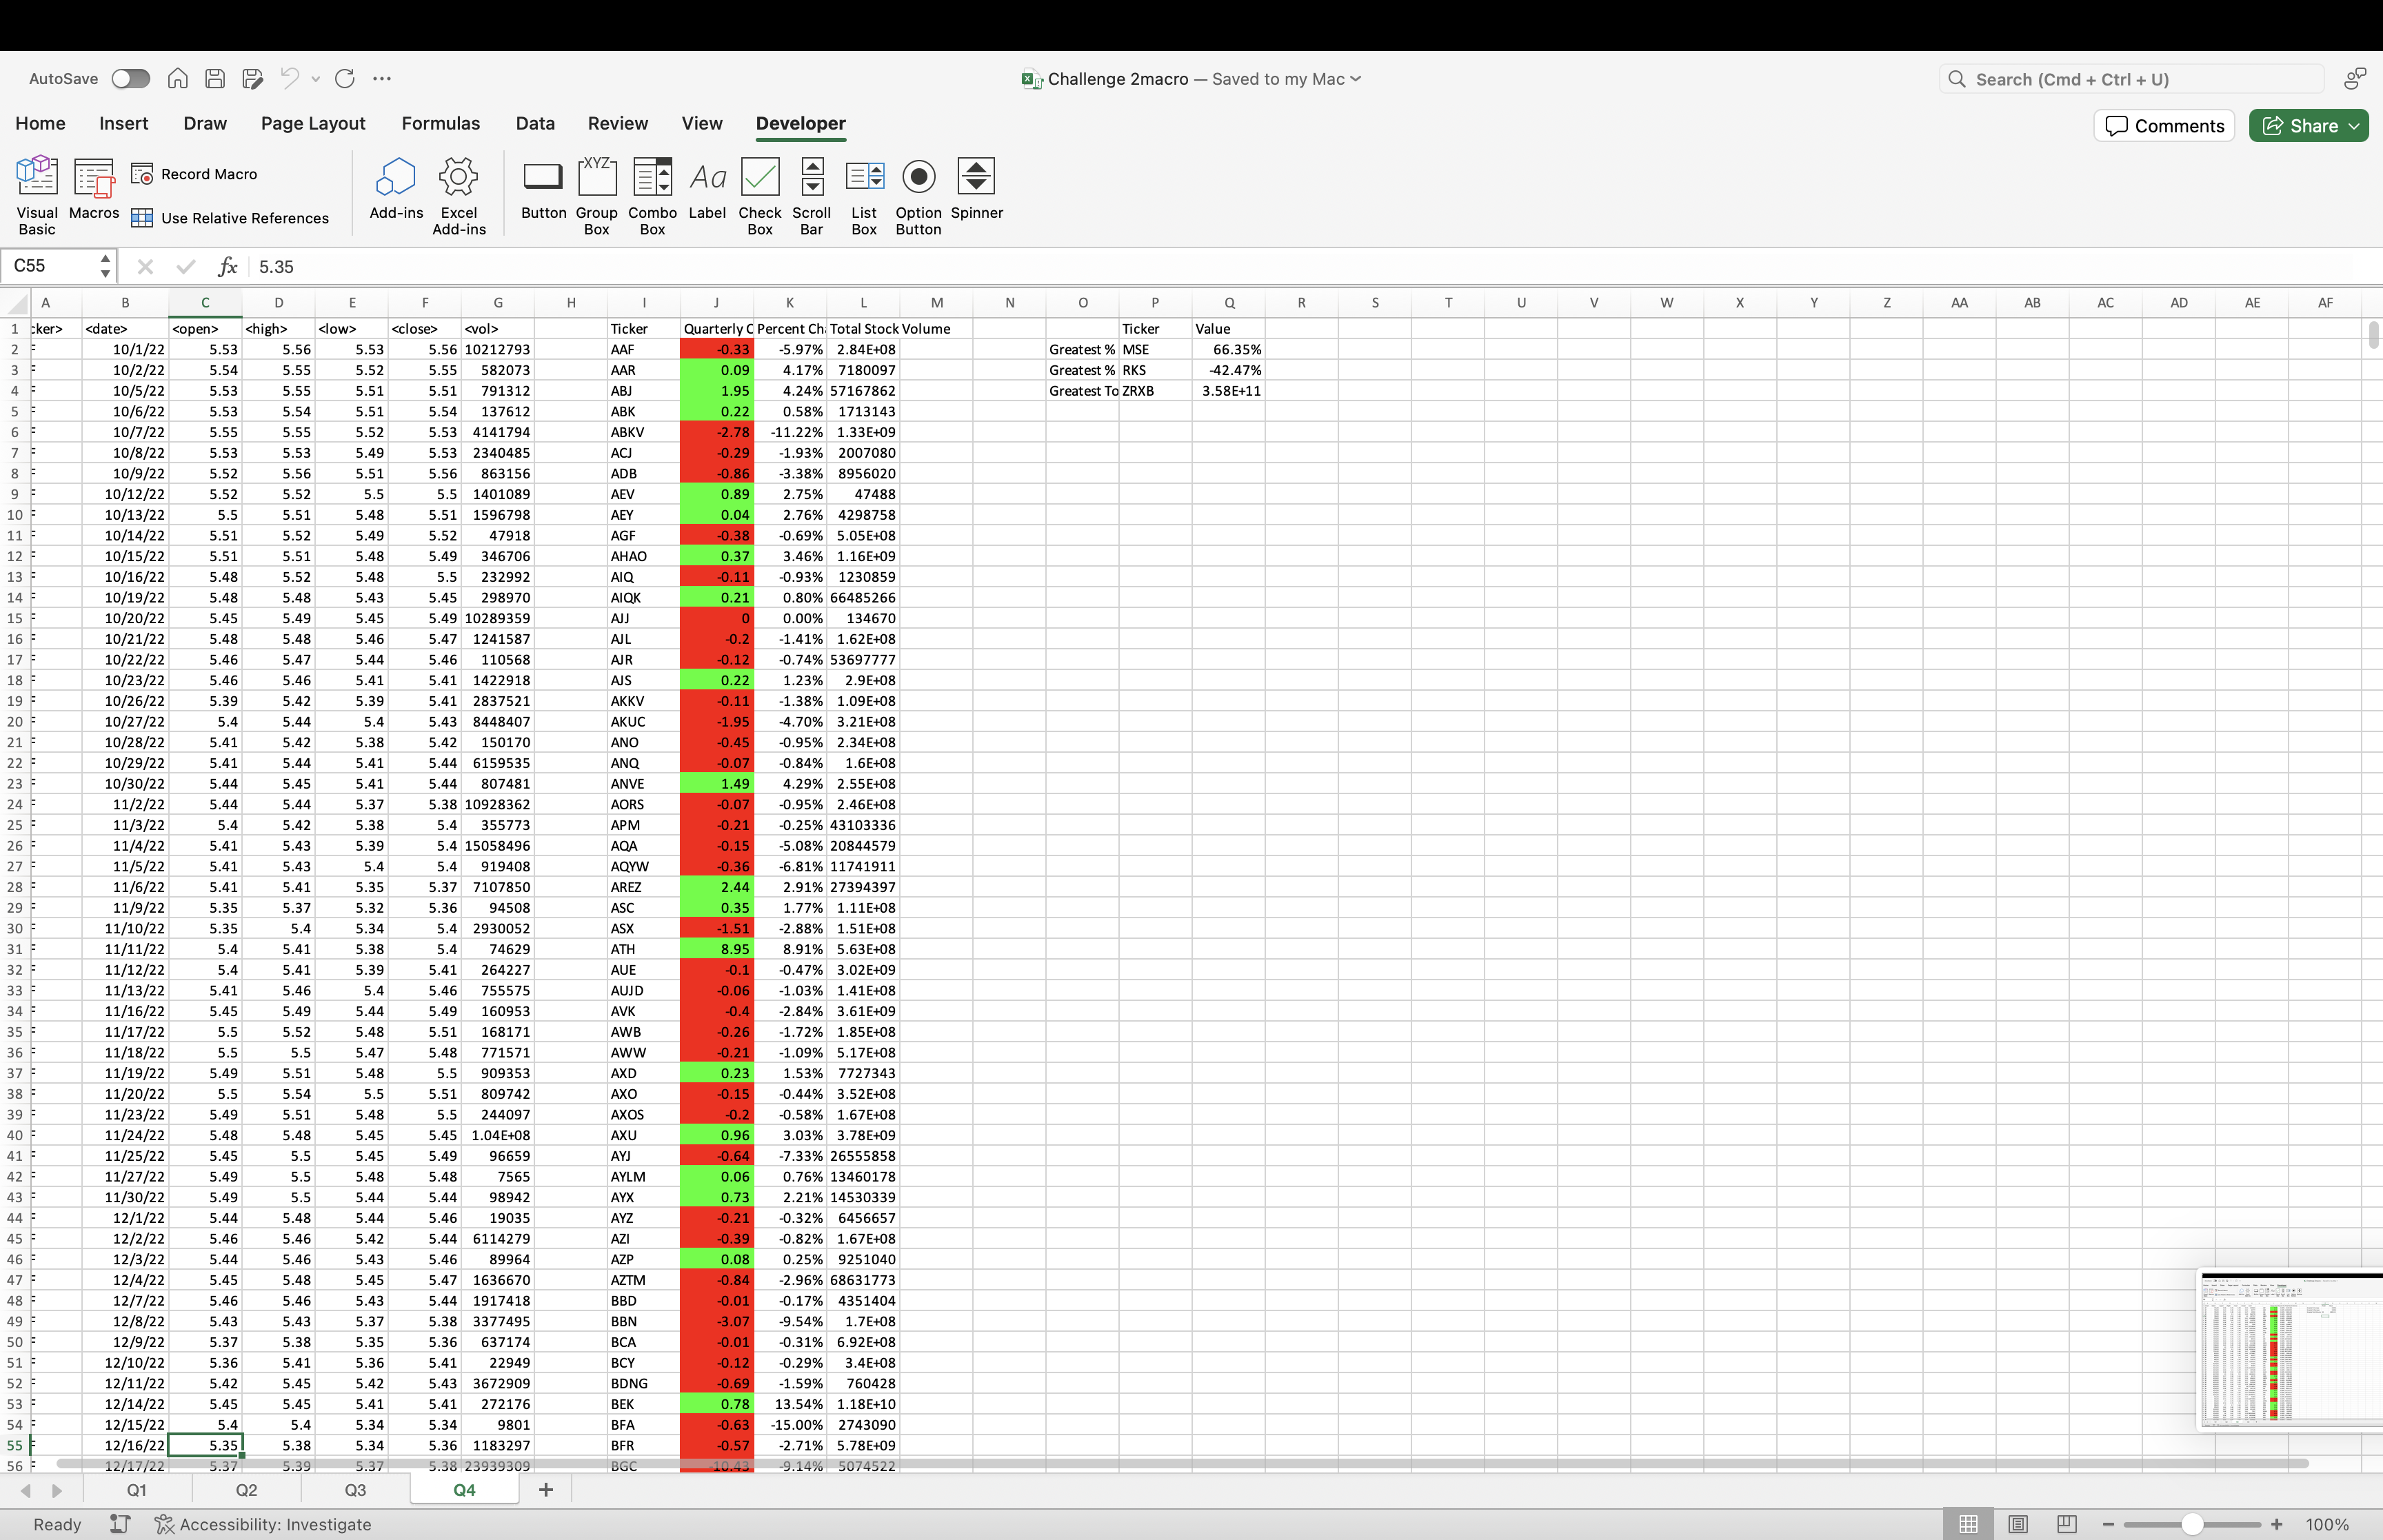 AutoSave
Challenge 2macro — Saved to my Mac
Search (Cmd + Ctrl + U)
Home Insert Draw Page Layout Formulas Data Review View Developer
Comments Share
Visual Basic Macros Record Macro Use Relative References Add-ins Excel Add-ins Button Group Box Combo Box Label Check Box Scroll Bar List Box Option Button Spinner
XYZ Aa
C55 fx 5.35
A B C D E F G H I J K L M N O P Q R S T U V W X Y Z AA AB AC AD AE AF
1 cker> <date> <open> <high> <low> <close> <vol> Ticker Quarterly C Percent Ch Total Stock Volume Ticker Value
2 F 10/1/22 5.53 5.56 5.53 5.56 10212793 AAF -0.33 -5.97% 2.84E+08 Greatest % MSE 66.35%
3 F 10/2/22 5.54 5.55 5.52 5.55 582073 AAR 0.09 4.17% 7180097 Greatest % RKS -42.47%
4 F 10/5/22 5.53 5.55 5.51 5.51 791312 ABJ 1.95 4.24% 57167862 Greatest To ZRXB 3.58E+11
5 F 10/6/22 5.53 5.54 5.51 5.54 137612 ABK 0.22 0.58% 1713143
6 F 10/7/22 5.55 5.55 5.52 5.53 4141794 ABKV -2.78 -11.22% 1.33E+09
7 F 10/8/22 5.53 5.53 5.49 5.53 2340485 ACJ -0.29 -1.93% 2007080
8 F 10/9/22 5.52 5.56 5.51 5.56 863156 ADB -0.86 -3.38% 8956020
9 F 10/12/22 5.52 5.52 5.5 5.5 1401089 AEV 0.89 2.75% 47488
10 F 10/13/22 5.5 5.51 5.48 5.51 1596798 AEY 0.04 2.76% 4298758
11 F 10/14/22 5.51 5.52 5.49 5.52 47918 AGF -0.38 -0.69% 5.05E+08
12 F 10/15/22 5.51 5.51 5.48 5.49 346706 AHAO 0.37 3.46% 1.16E+09
13 F 10/16/22 5.48 5.52 5.48 5.5 232992 AIQ -0.11 -0.93% 1230859
14 F 10/19/22 5.48 5.48 5.43 5.45 298970 AIQK 0.21 0.80% 66485266
15 F 10/20/22 5.45 5.49 5.45 5.49 10289359 AJJ 0 0.00% 134670
16 F 10/21/22 5.48 5.48 5.46 5.47 1241587 AJL -0.2 -1.41% 1.62E+08
17 F 10/22/22 5.46 5.47 5.44 5.46 110568 AJR -0.12 -0.74% 53697777
18 F 10/23/22 5.46 5.46 5.41 5.41 1422918 AJS 0.22 1.23% 2.9E+08
19 F 10/26/22 5.39 5.42 5.39 5.41 2837521 AKKV -0.11 -1.38% 1.09E+08
20 F 10/27/22 5.4 5.44 5.4 5.43 8448407 AKUC -1.95 -4.70% 3.21E+08
21 F 10/28/22 5.41 5.42 5.38 5.42 150170 ANO -0.45 -0.95% 2.34E+08
22 F 10/29/22 5.41 5.44 5.41 5.44 6159535 ANQ -0.07 -0.84% 1.6E+08
23 F 10/30/22 5.44 5.45 5.41 5.44 807481 ANVE 1.49 4.29% 2.55E+08
24 F 11/2/22 5.44 5.44 5.37 5.38 10928362 AORS -0.07 -0.95% 2.46E+08
25 F 11/3/22 5.4 5.42 5.38 5.4 355773 APM -0.21 -0.25% 43103336
26 F 11/4/22 5.41 5.43 5.39 5.4 15058496 AQA -0.15 -5.08% 20844579
27 F 11/5/22 5.41 5.43 5.4 5.4 919408 AQYW -0.36 -6.81% 11741911
28 F 11/6/22 5.41 5.41 5.35 5.37 7107850 AREZ 2.44 2.91% 27394397
29 F 11/9/22 5.35 5.37 5.32 5.36 94508 ASC 0.35 1.77% 1.11E+08
30 F 11/10/22 5.35 5.4 5.34 5.4 2930052 ASX -1.51 -2.88% 1.51E+08
31 F 11/11/22 5.4 5.41 5.38 5.4 74629 ATH 8.95 8.91% 5.63E+08
32 F 11/12/22 5.4 5.41 5.39 5.41 264227 AUE -0.1 -0.47% 3.02E+09
33 F 11/13/22 5.41 5.46 5.4 5.46 755575 AUJD -0.06 -1.03% 1.41E+08
34 F 11/16/22 5.45 5.49 5.44 5.49 160953 AVK -0.4 -2.84% 3.61E+09
35 F 11/17/22 5.5 5.52 5.48 5.51 168171 AWB -0.26 -1.72% 1.85E+08
36 F 11/18/22 5.5 5.5 5.47 5.48 771571 AWW -0.21 -1.09% 5.17E+08
37 F 11/19/22 5.49 5.51 5.48 5.5 909353 AXD 0.23 1.53% 7727343
38 F 11/20/22 5.5 5.54 5.5 5.51 809742 AXO -0.15 -0.44% 3.52E+08
39 F 11/23/22 5.49 5.51 5.48 5.5 244097 AXOS -0.2 -0.58% 1.67E+08
40 F 11/24/22 5.48 5.48 5.45 5.45 1.04E+08 AXU 0.96 3.03% 3.78E+09
41 F 11/25/22 5.45 5.5 5.45 5.49 96659 AYJ -0.64 -7.33% 26555858
42 F 11/27/22 5.49 5.5 5.48 5.48 7565 AYLM 0.06 0.76% 13460178
43 F 11/30/22 5.49 5.5 5.44 5.44 98942 AYX 0.73 2.21% 14530339
44 F 12/1/22 5.44 5.48 5.44 5.46 19035 AYZ -0.21 -0.32% 6456657
45 F 12/2/22 5.46 5.46 5.42 5.44 6114279 AZI -0.39 -0.82% 1.67E+08
46 F 12/3/22 5.44 5.46 5.43 5.46 89964 AZP 0.08 0.25% 9251040
47 F 12/4/22 5.45 5.48 5.45 5.47 1636670 AZTM -0.84 -2.96% 68631773
48 F 12/7/22 5.46 5.46 5.43 5.44 1917418 BBD -0.01 -0.17% 4351404
49 F 12/8/22 5.43 5.43 5.37 5.38 3377495 BBN -3.07 -9.54% 1.7E+08
50 F 12/9/22 5.37 5.38 5.35 5.36 637174 BCA -0.01 -0.31% 6.92E+08
51 F 12/10/22 5.36 5.41 5.36 5.41 22949 BCY -0.12 -0.29% 3.4E+08
52 F 12/11/22 5.42 5.45 5.42 5.43 3672909 BDNG -0.69 -1.59% 760428
53 F 12/14/22 5.45 5.45 5.41 5.41 272176 BEK 0.78 13.54% 1.18E+10
54 F 12/15/22 5.4 5.4 5.34 5.34 9801 BFA -0.63 -15.00% 2743090
55 F 12/16/22 5.35 5.38 5.34 5.36 1183297 BFR -0.57 -2.71% 5.78E+09
56 F 12/17/22 5.37 5.39 5.37 5.38 23939309 BGC -10.43 -9.14% 5074522
Q1 Q2 Q3 Q4
Ready Accessibility: Investigate 100%